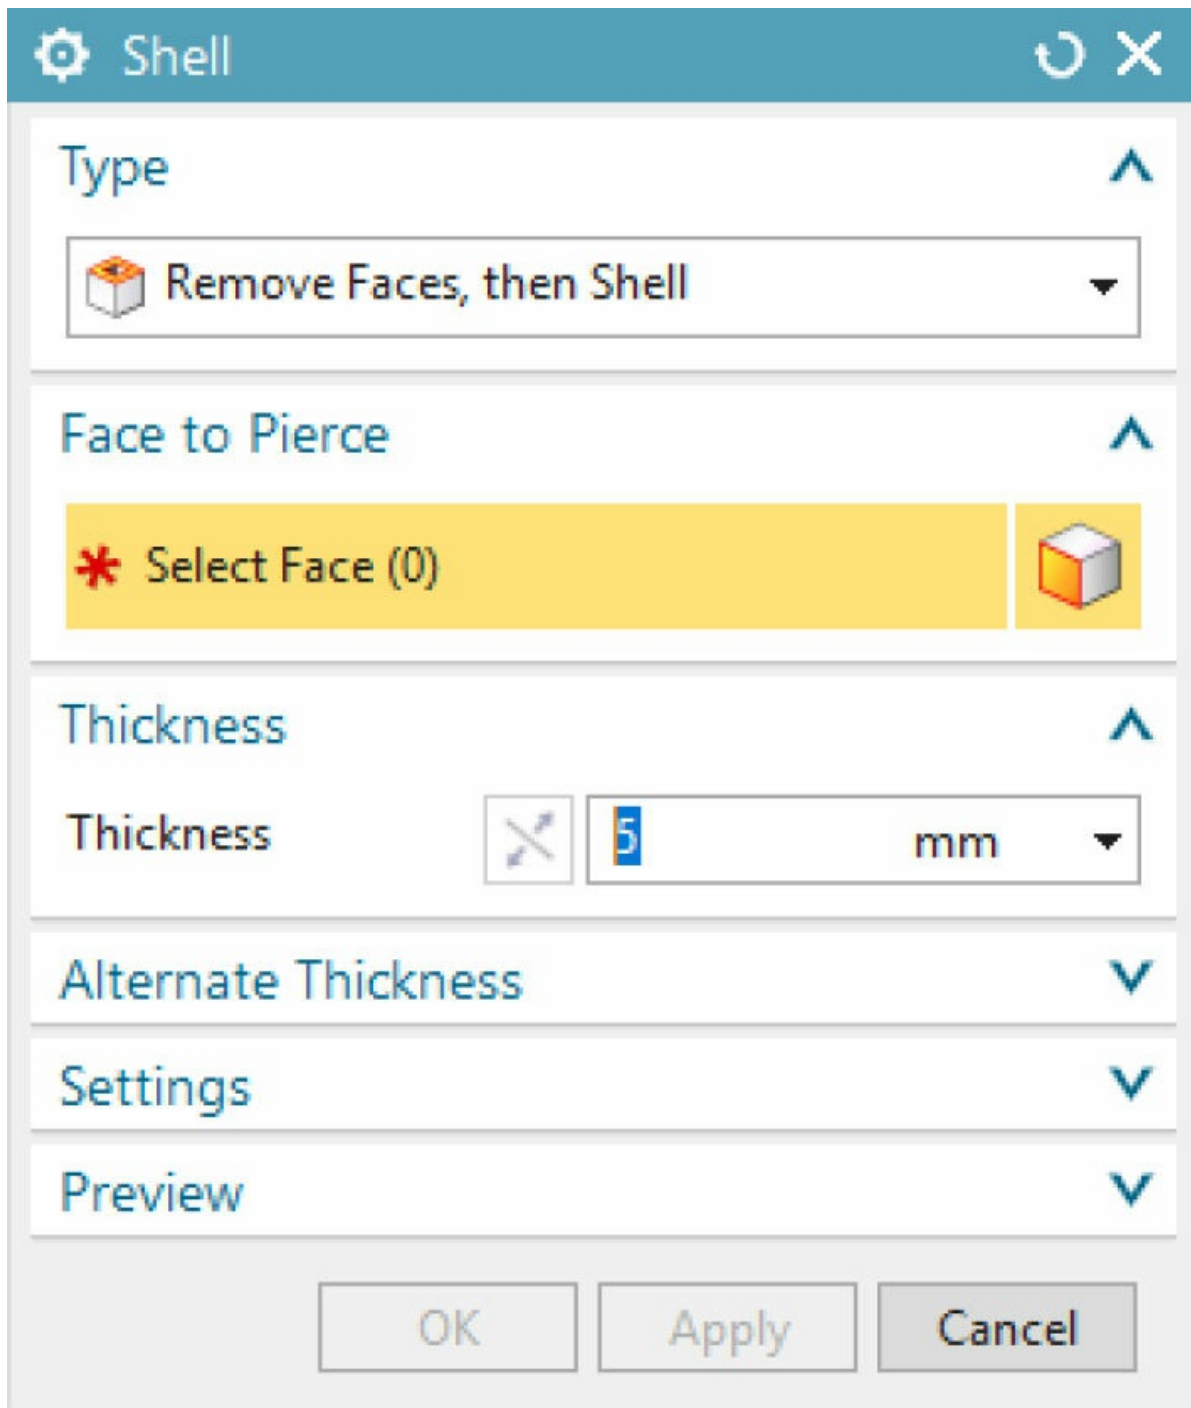 Shell
Type
Remove Faces, then Shell
Face to Pierce
* Select Face (0)
Thickness
Thickness 5 mm
Alternate Thickness
Settings
Preview
OK Apply Cancel